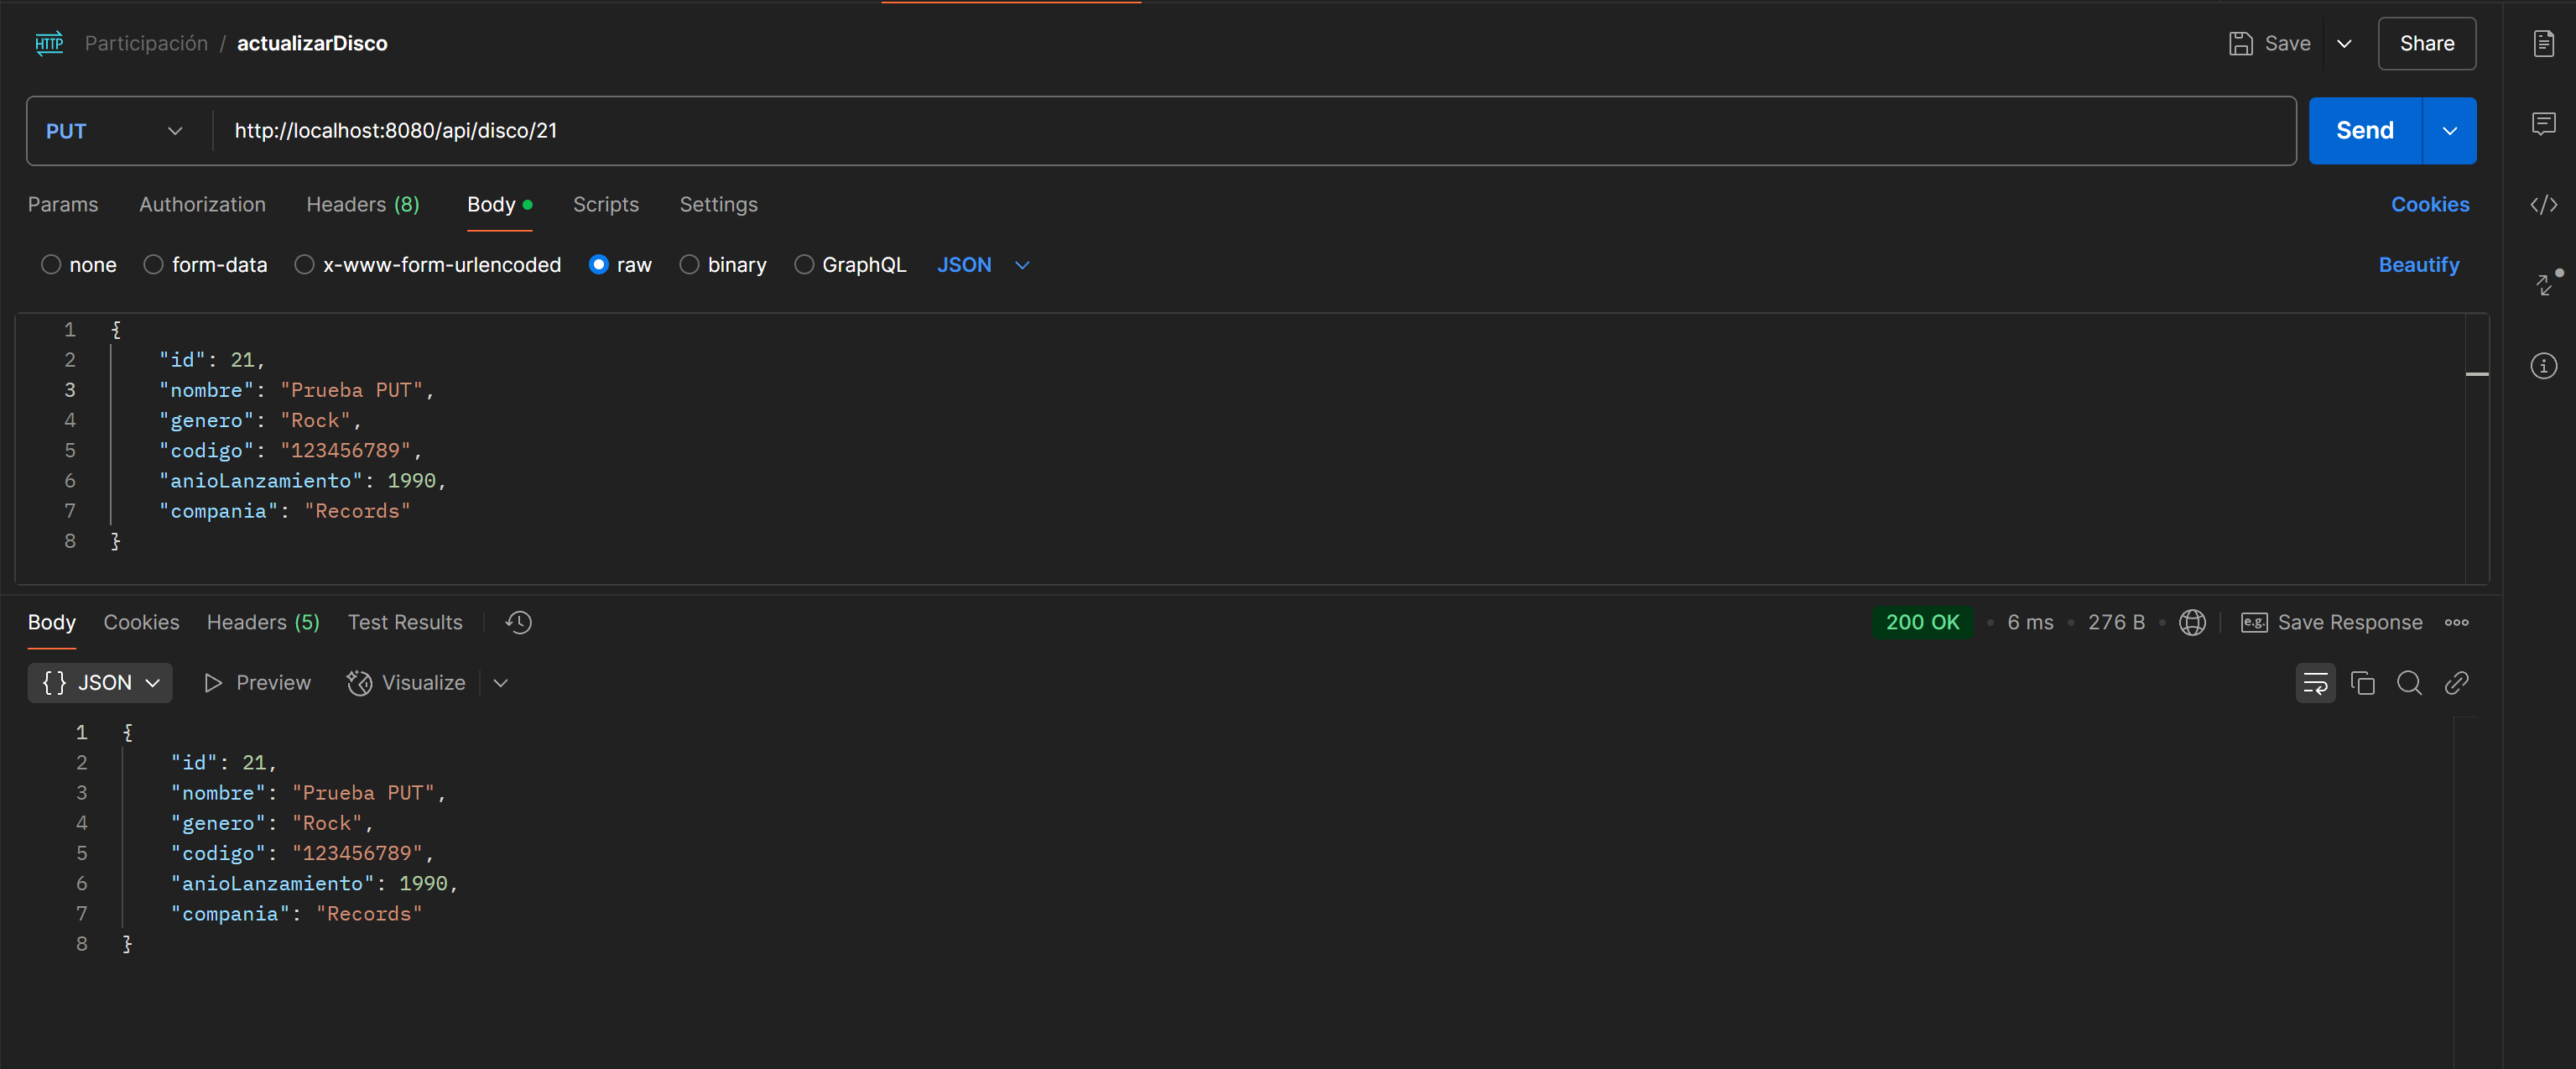 HTTP Participación / actualizarDisco Save Share
PUT http://localhost:8080/api/disco/21 Send
Params Authorization Headers (8) Body Scripts Settings Cookies
none form-data x-www-form-urlencoded raw binary GraphQL JSON Beautify
1 {
2 "id": 21,
3 "nombre": "Prueba PUT",
4 "genero": "Rock",
5 "codigo": "123456789",
6 "anioLanzamiento": 1990,
7 "compania": "Records"
8 }
Body Cookies Headers (5) Test Results 200 OK • 6 ms • 276 B • e.g. Save Response
{ } JSON Preview Visualize
1 {
2 "id": 21,
3 "nombre": "Prueba PUT",
4 "genero": "Rock",
5 "codigo": "123456789",
6 "anioLanzamiento": 1990,
7 "compania": "Records"
8 }